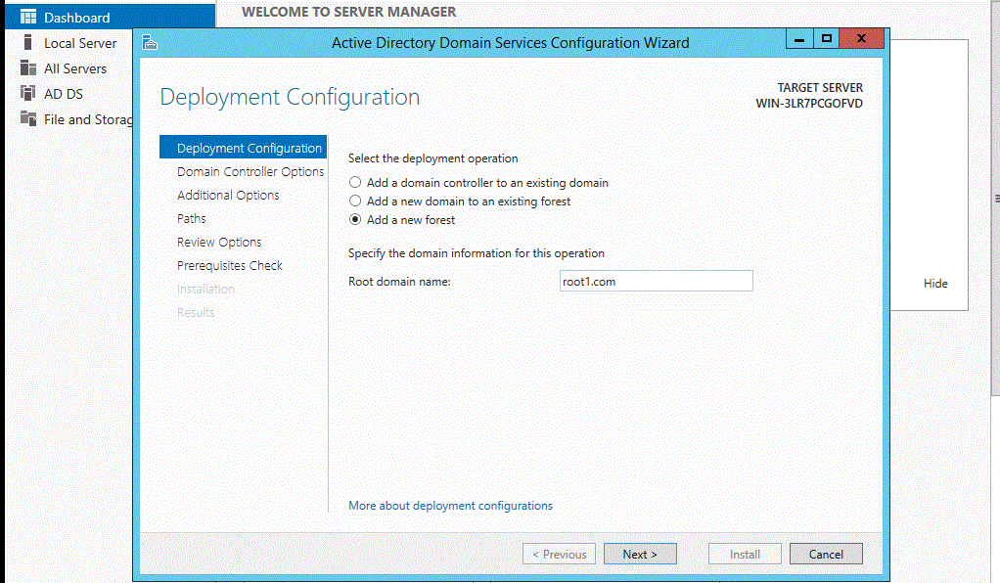 Dashboard
WELCOME TO SERVER MANAGER
Local Server
All Servers
AD DS
File and Storag
Active Directory Domain Services Configuration Wizard
Deployment Configuration
TARGET SERVER
WIN-3LR7PCGOFVD
Deployment Configuration
Domain Controller Options
Additional Options
Paths
Review Options
Prerequisites Check
Installation
Results
Select the deployment operation
Add a domain controller to an existing domain
Add a new domain to an existing forest
Add a new forest
Specify the domain information for this operation
Root domain name:
root1.com
More about deployment configurations
Hide
< Previous
Next >
Install
Cancel